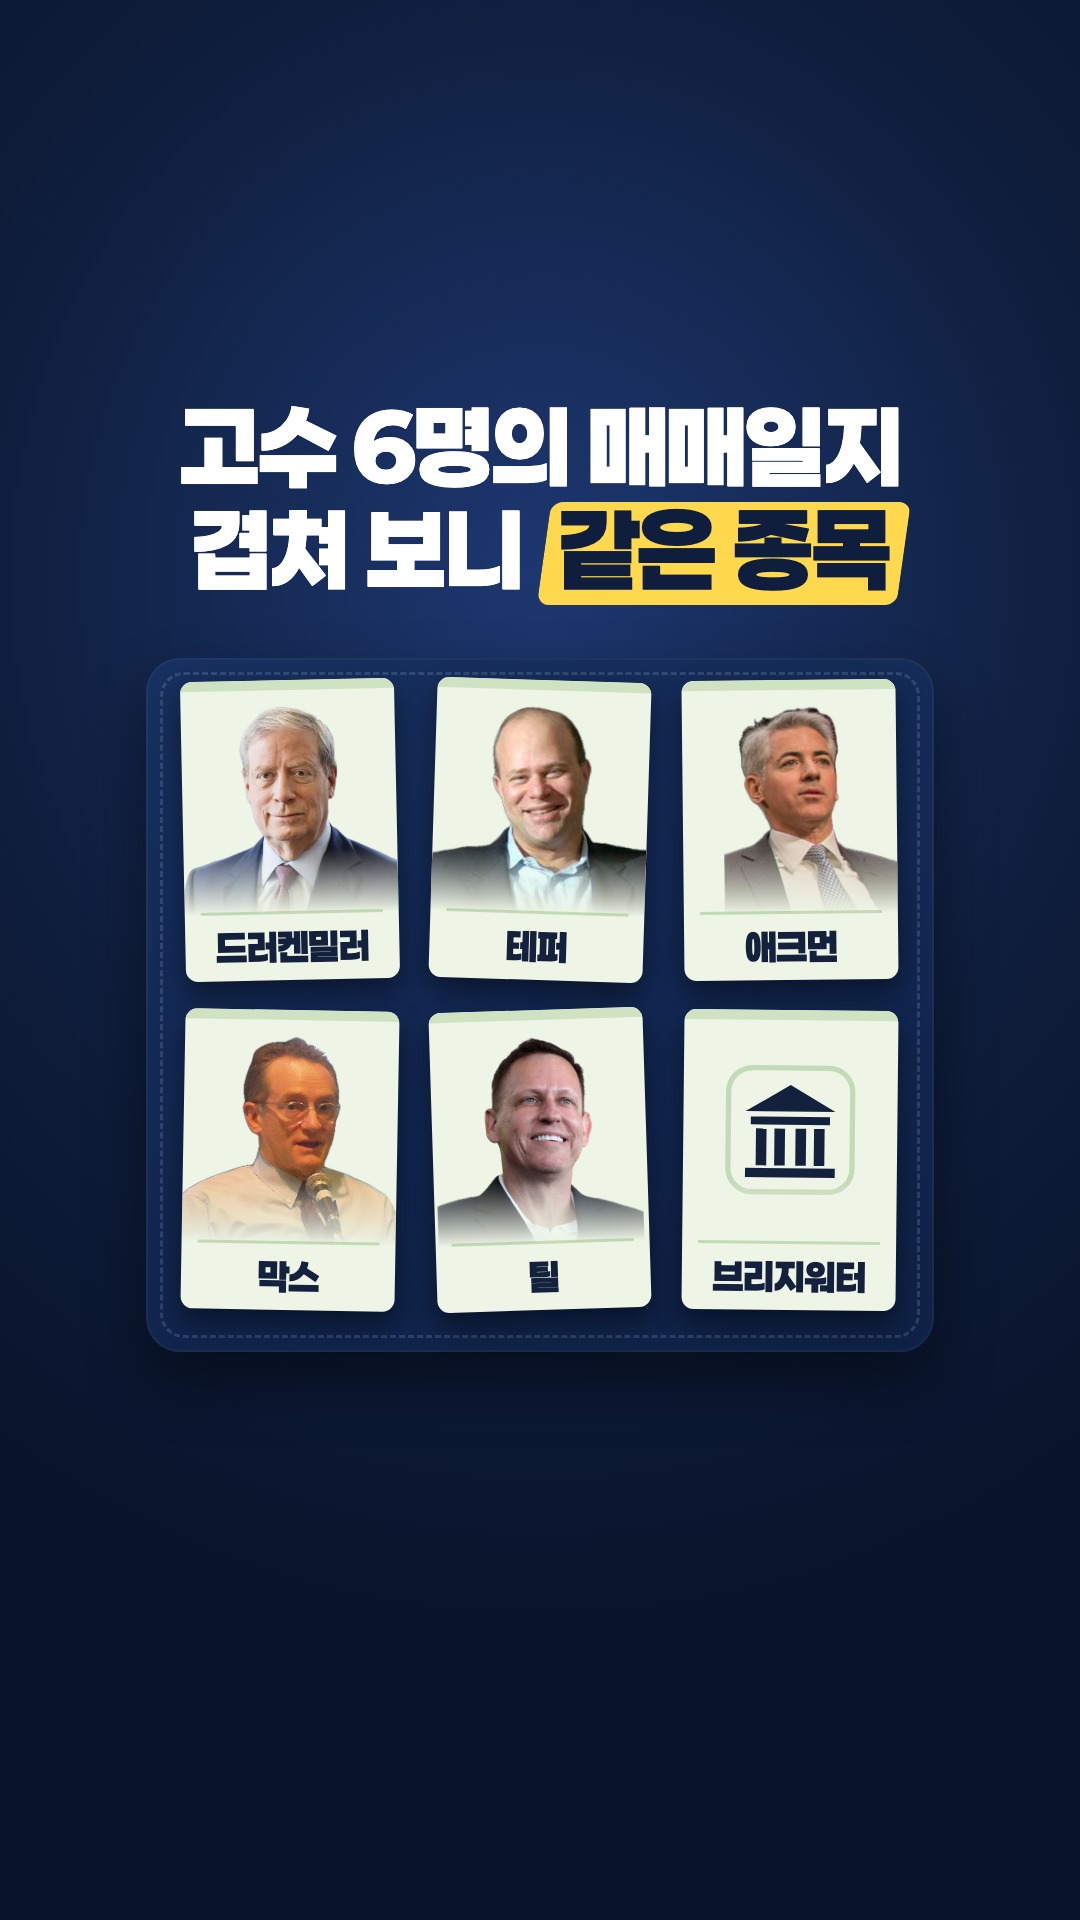 고수 6명의 매매일지
겹쳐 보니 같은 종목
드러켄밀러
테퍼
애크먼
막스
틸
브리지워터